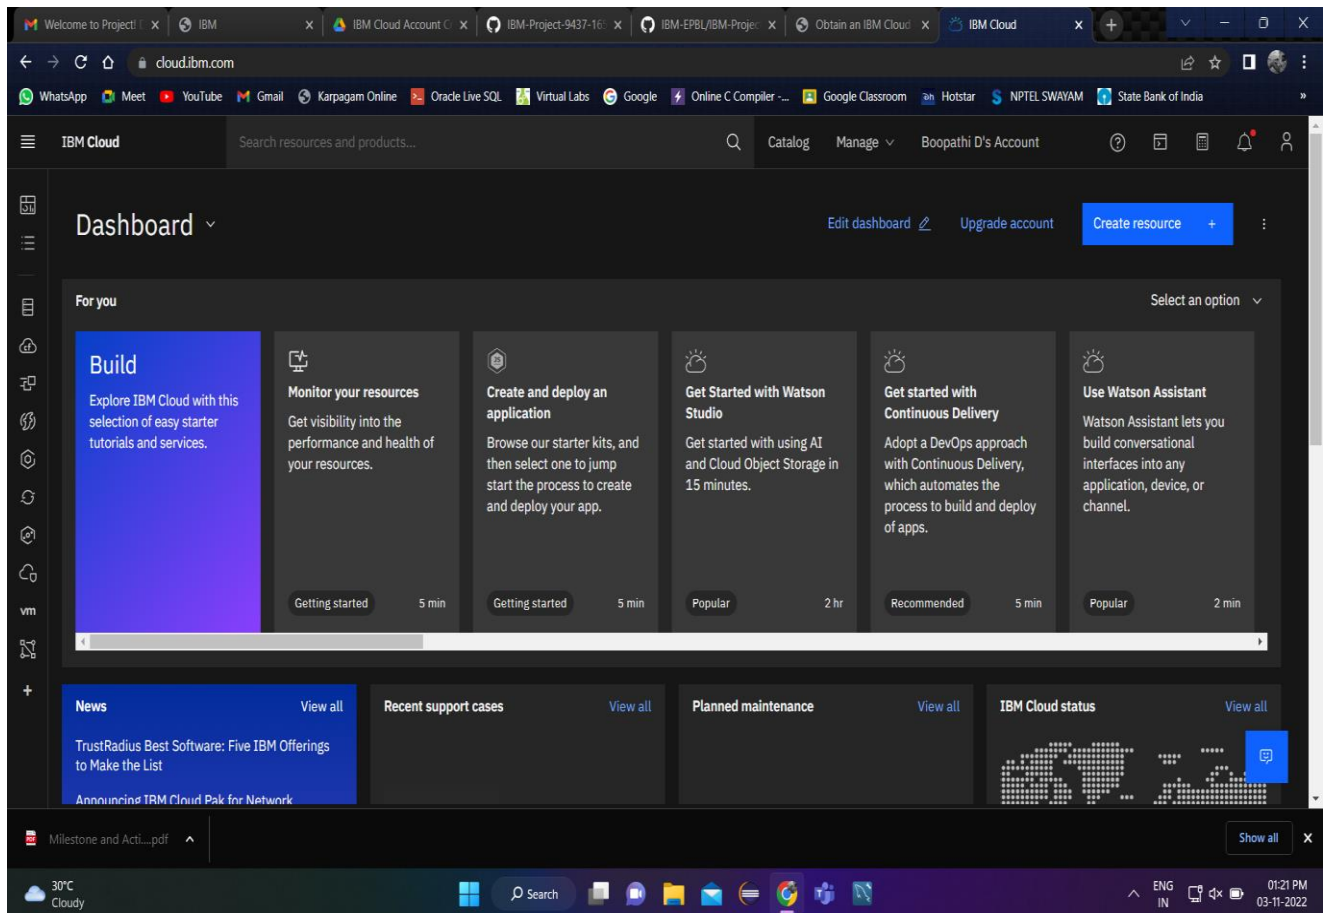 Welcome to Project!
IBM
IBM Cloud Account C
IBM-Project-9437-16
IBM-EPBL/IBM-Projec
Obtain an IBM Cloud
IBM Cloud
cloud.ibm.com
WhatsApp Meet YouTube Gmail Karpagam Online Oracle Live SQL Virtual Labs Google Online C Compiler -... Google Classroom Hotstar NPTEL SWAYAM State Bank of India »
IBM Cloud
Search resources and products...
Catalog
Manage
Boopathi D's Account
Dashboard
Edit dashboard
Upgrade account
Create resource +
For you
Select an option
Build
Explore IBM Cloud with this
selection of easy starter
tutorials and services.
Monitor your resources
Get visibility into the
performance and health of
your resources.
Getting started 5 min
Create and deploy an
application
Browse our starter kits, and
then select one to jump
start the process to create
and deploy your app.
Getting started 5 min
Get Started with Watson
Studio
Get started with using AI
and Cloud Object Storage in
15 minutes.
Popular 2 hr
Get started with
Continuous Delivery
Adopt a DevOps approach
with Continuous Delivery,
which automates the
process to build and deploy
of apps.
Recommended 5 min
Use Watson Assistant
Watson Assistant lets you
build conversational
interfaces into any
application, device, or
channel.
Popular 2 min
vm
News View all
TrustRadius Best Software: Five IBM Offerings
to Make the List
Announcing IBM Cloud Pak for Network
Recent support cases View all
Planned maintenance View all
IBM Cloud status View all
Milestone and Acti....pdf
Show all
30°C
Cloudy
Search
ENG
IN
01:21 PM
03-11-2022